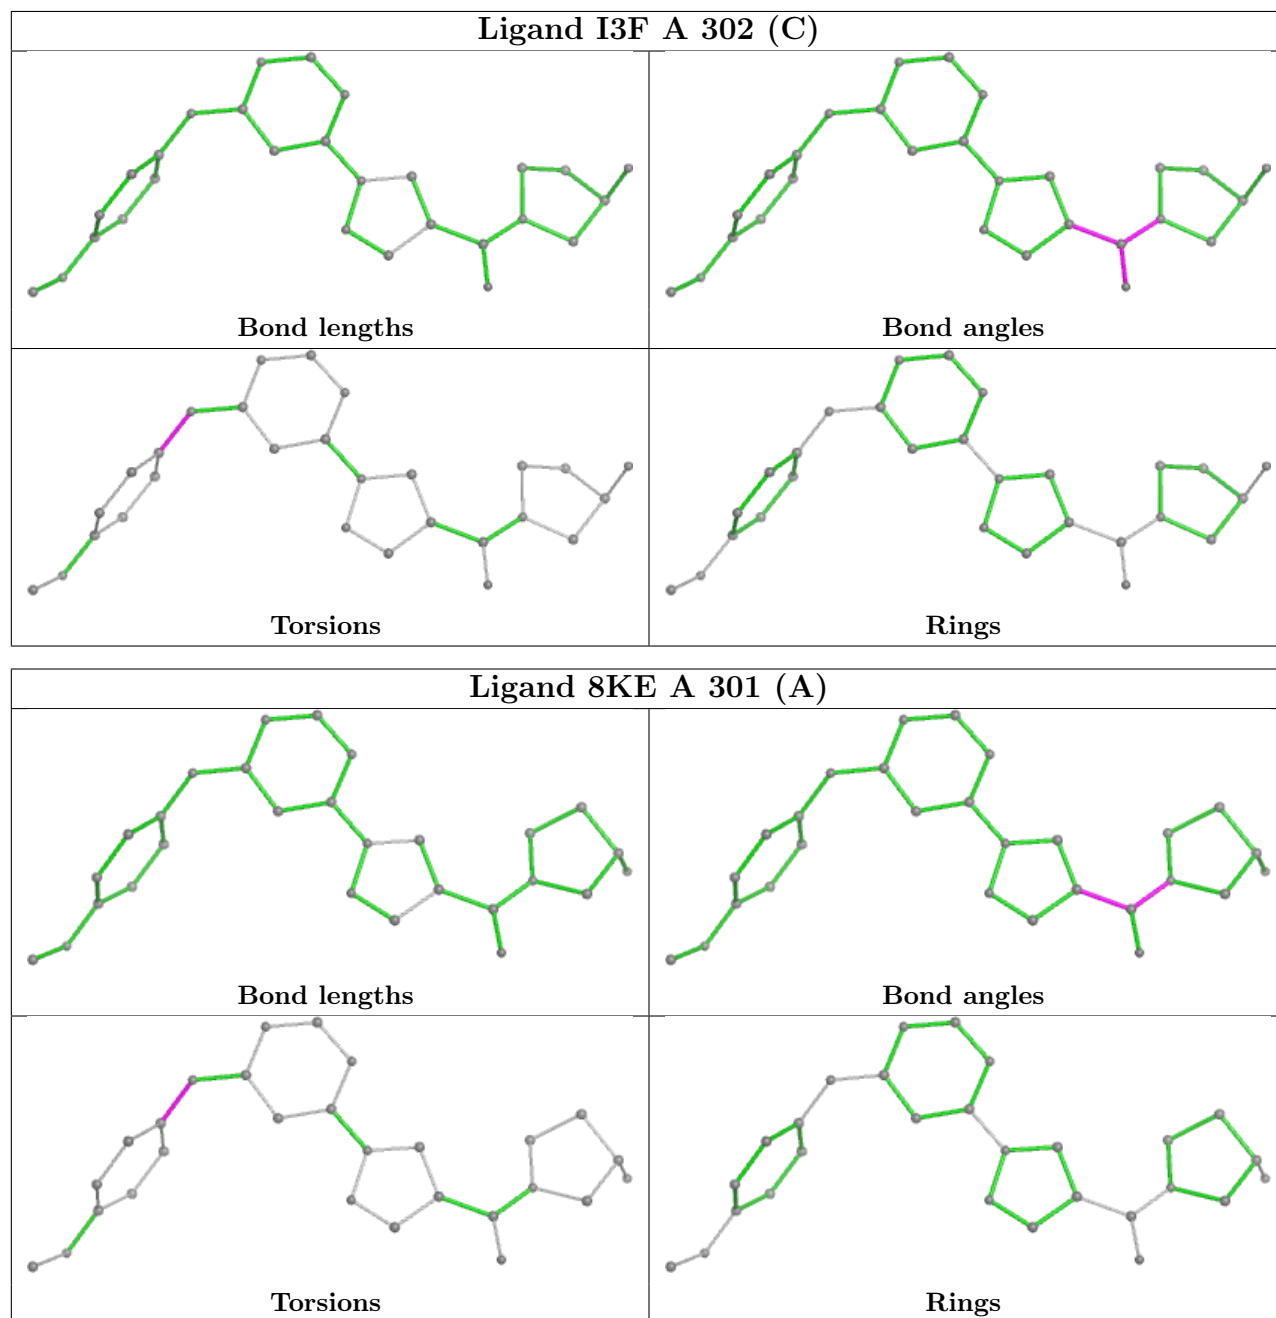 Ligand I3F A 302 (C)
Bond lengths
Bond angles
Torsions
Rings
Ligand 8KE A 301 (A)
Bond lengths
Bond angles
Torsions
Rings